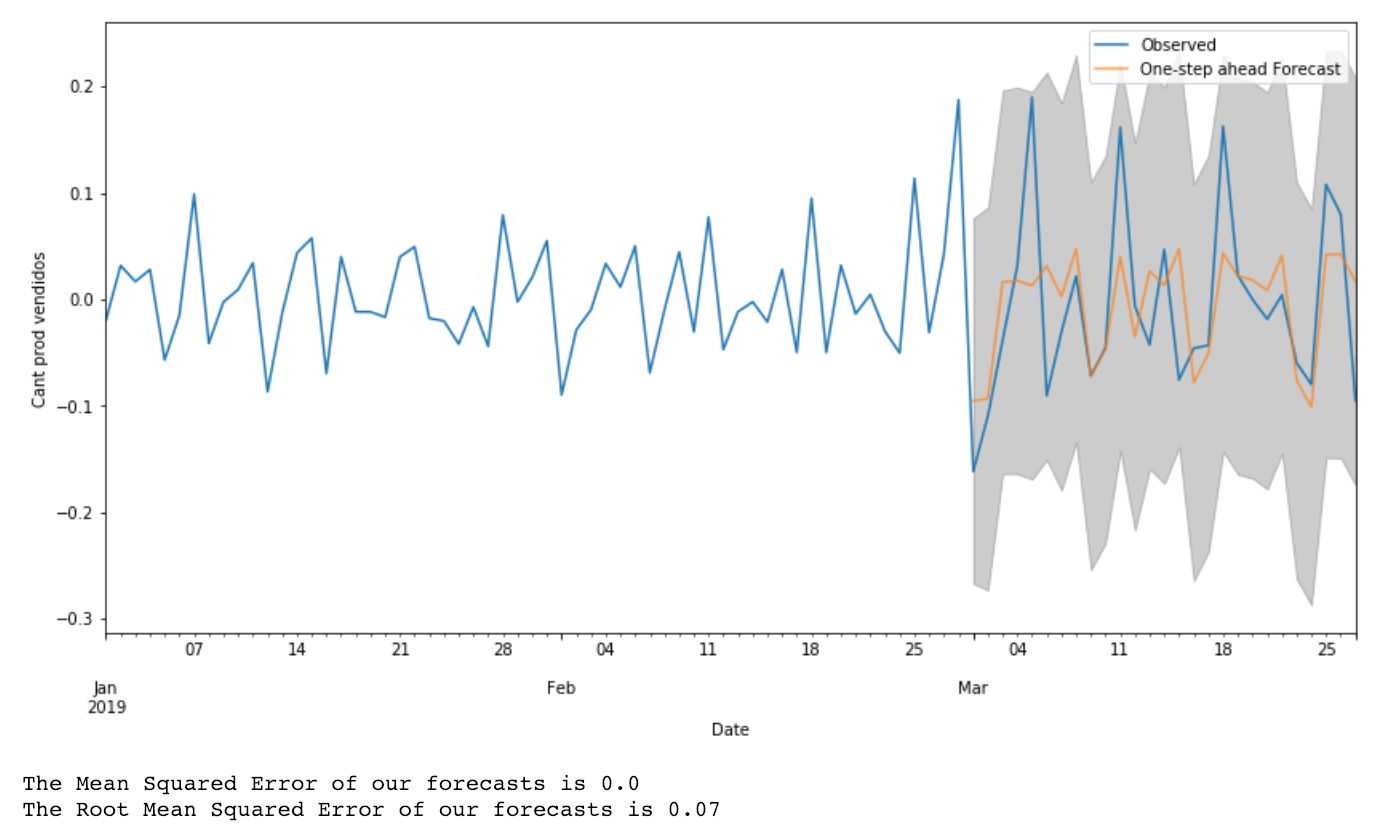 Observed
One-step ahead Forecast
0.2
0.1
0.0
−0.1
−0.2
−0.3
Cant prod vendidos
07 14 21 28 04 11 18 25 04 11 18 25
Jan Feb Mar
2019
Date
The Mean Squared Error of our forecasts is 0.0
The Root Mean Squared Error of our forecasts is 0.07